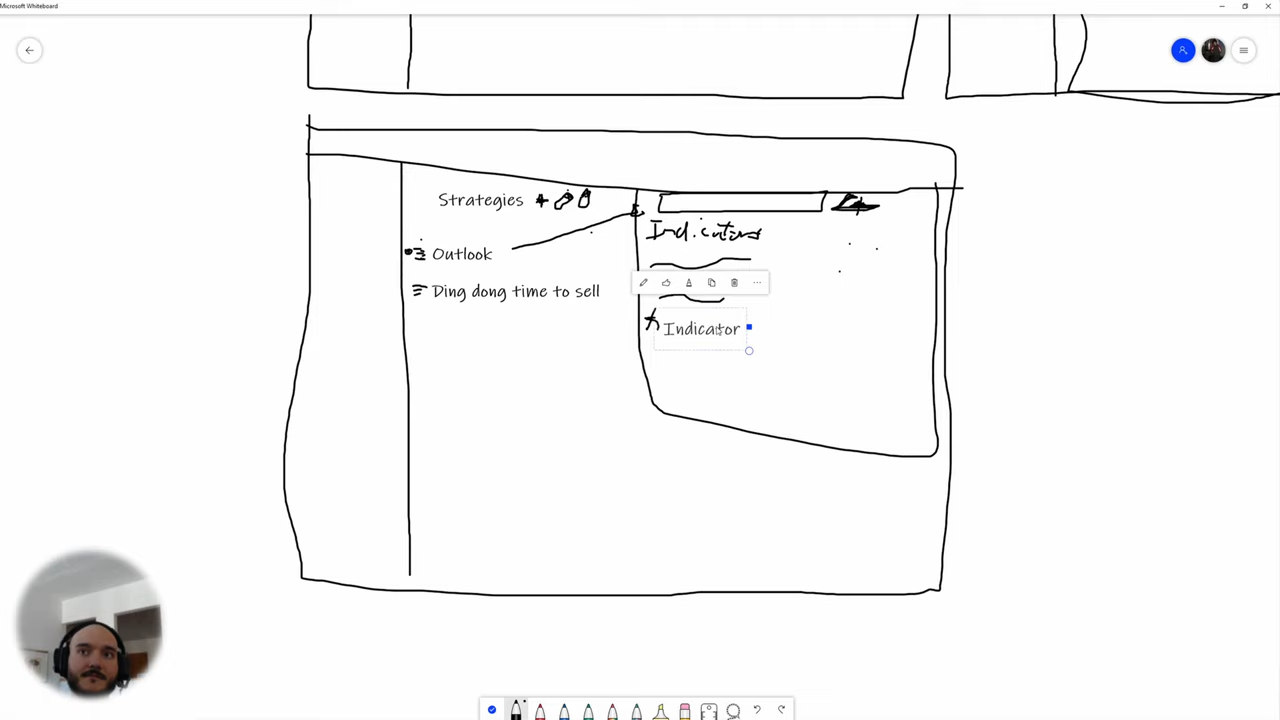 Microsoft Whiteboard
Strategies
Indicators
Outlook
Ding dong time to sell
Indicator